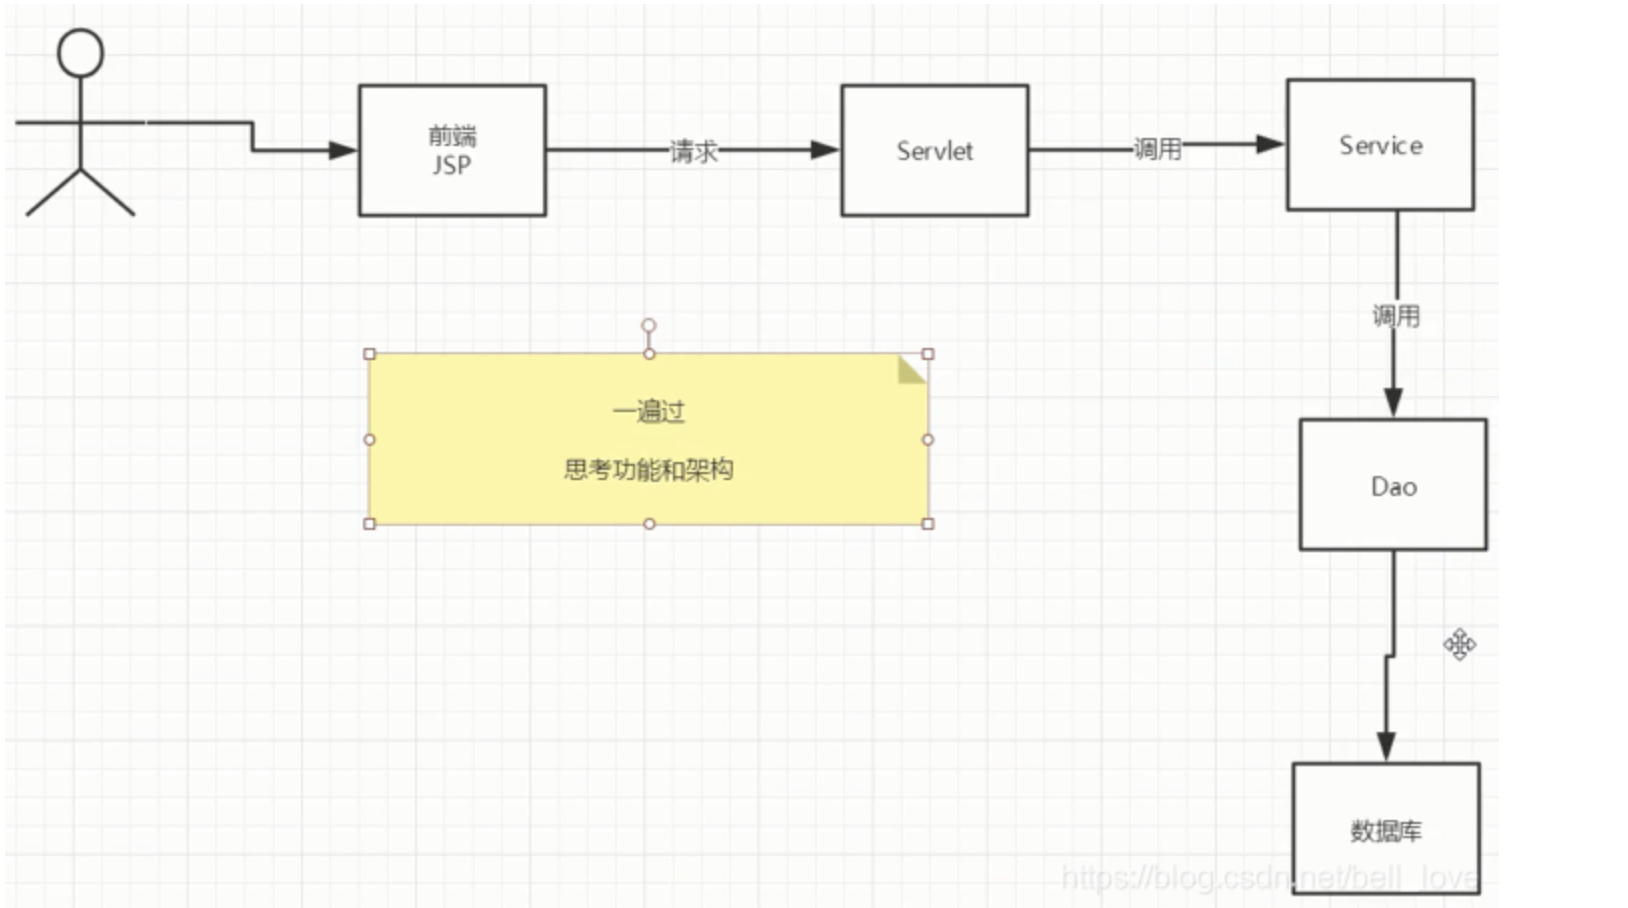 前端
JSP
请求
Servlet
调用
Service
调用
一遍过
思考功能和架构
Dao
数据库
https://blog.csdn.net/bell_love